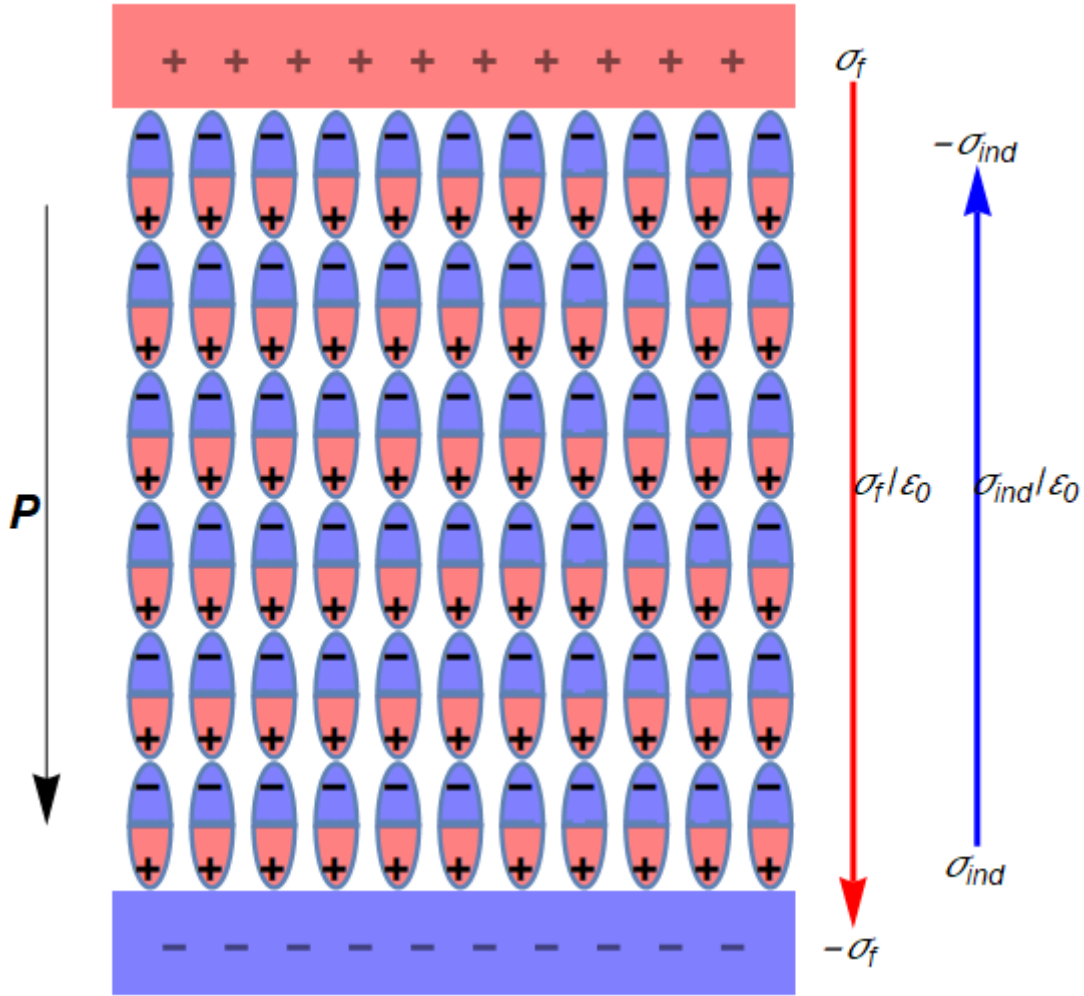 + + + + + + + + + +
σf
− − − − − − − − − − −
−σind
+ + + + + + + + + + +
− − − − − − − − − − −
+ + + + + + + + + + +
− − − − − − − − − − −
+ + + + + + + + + + +
P
σf/ε0
σind/ε0
− − − − − − − − − − −
+ + + + + + + + + + +
− − − − − − − − − − −
+ + + + + + + + + + +
− − − − − − − − − − −
+ + + + + + + + + + +
σind
− − − − − − − − − −
−σf